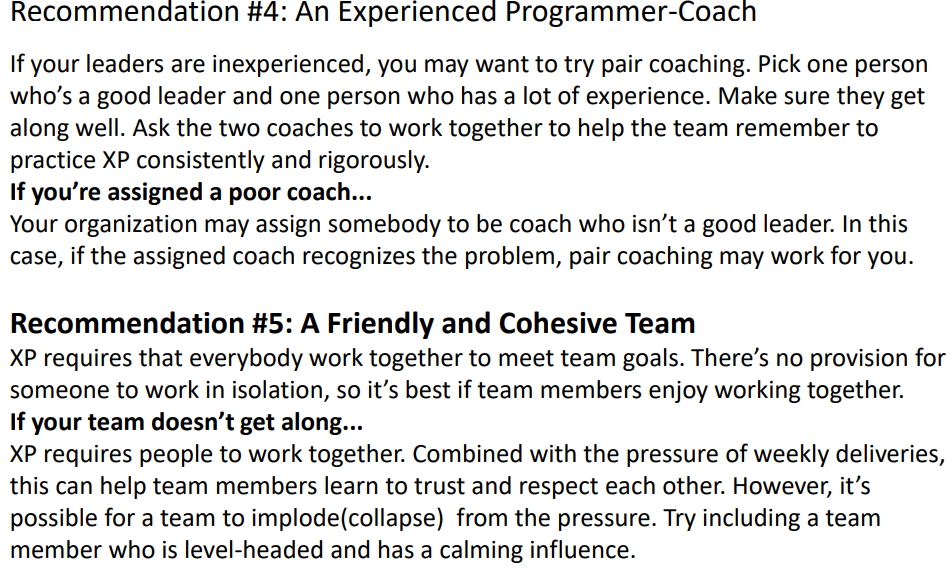 Recommendation #4: An Experienced Programmer-Coach
If your leaders are inexperienced, you may want to try pair coaching. Pick one person
who’s a good leader and one person who has a lot of experience. Make sure they get
along well. Ask the two coaches to work together to help the team remember to
practice XP consistently and rigorously.
If you’re assigned a poor coach...
Your organization may assign somebody to be coach who isn’t a good leader. In this
case, if the assigned coach recognizes the problem, pair coaching may work for you.
Recommendation #5: A Friendly and Cohesive Team
XP requires that everybody work together to meet team goals. There’s no provision for
someone to work in isolation, so it’s best if team members enjoy working together.
If your team doesn’t get along...
XP requires people to work together. Combined with the pressure of weekly deliveries,
this can help team members learn to trust and respect each other. However, it’s
possible for a team to implode(collapse)  from the pressure. Try including a team
member who is level-headed and has a calming influence.